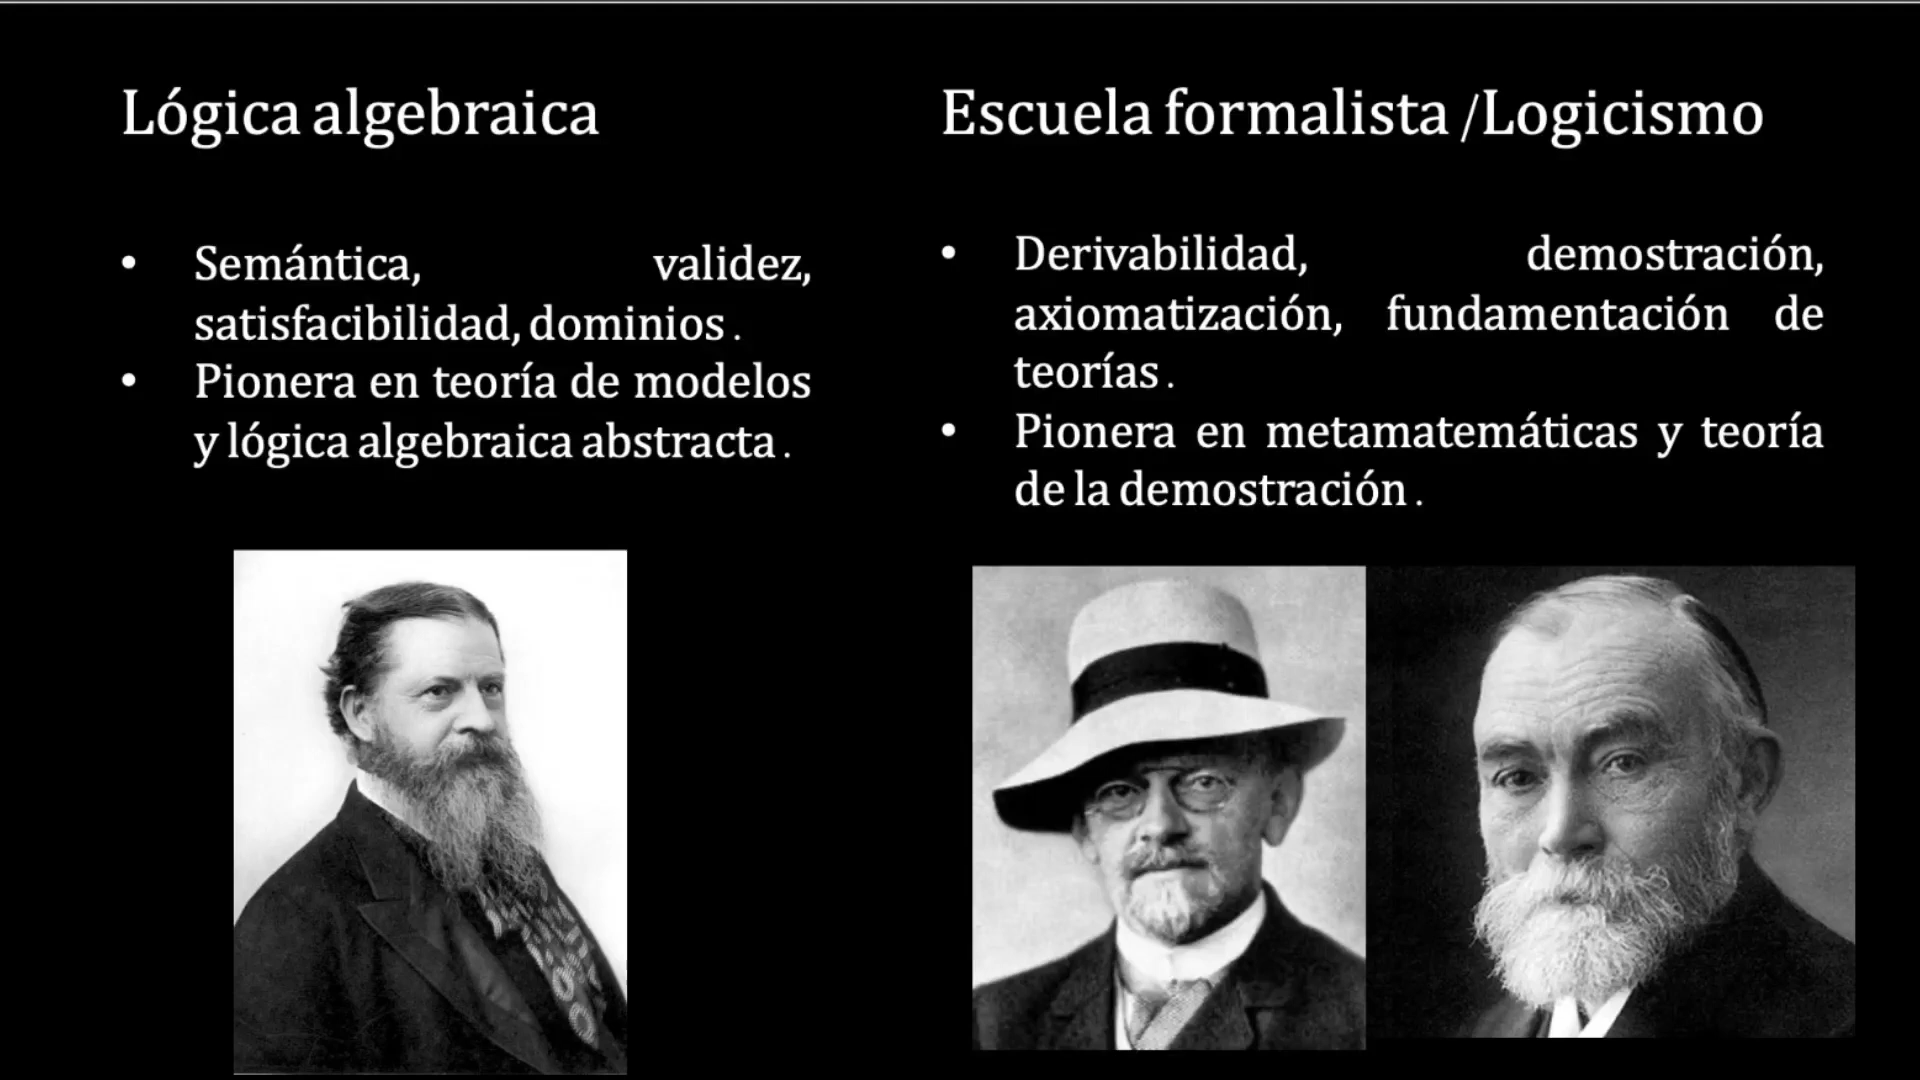 Lógica algebraica
• Semántica, validez,
satisfacibilidad, dominios.
• Pionera en teoría de modelos
y lógica algebraica abstracta.
Escuela formalista /Logicismo
• Derivabilidad, demostración,
axiomatización, fundamentación de
teorías.
• Pionera en metamatemáticas y teoría
de la demostración.